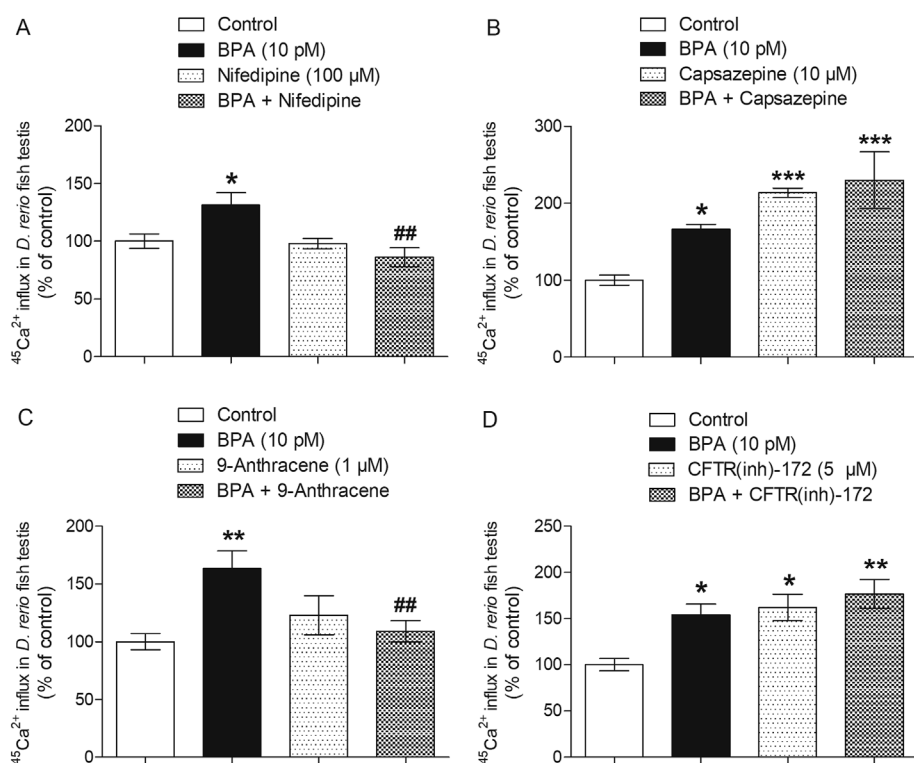 A
Control
BPA (10 pM)
Nifedipine (100 µM)
BPA + Nifedipine
45Ca2+ influx in D. rerio fish testis
(% of control)
200
150
100
50
0
*
##
B
Control
BPA (10 pM)
Capsazepine (10 µM)
BPA + Capsazepine
45Ca2+ influx in D. rerio fish testis
(% of control)
300
200
100
0
*
***
***
C
Control
BPA (10 pM)
9-Anthracene (1 µM)
BPA + 9-Anthracene
45Ca2+ influx in D. rerio fish testis
(% of control)
200
150
100
50
0
**
##
D
Control
BPA (10 pM)
CFTR(inh)-172 (5 µM)
BPA + CFTR(inh)-172
45Ca2+ influx in D. rerio fish testis
(% of control)
250
200
150
100
50
0
*
*
**